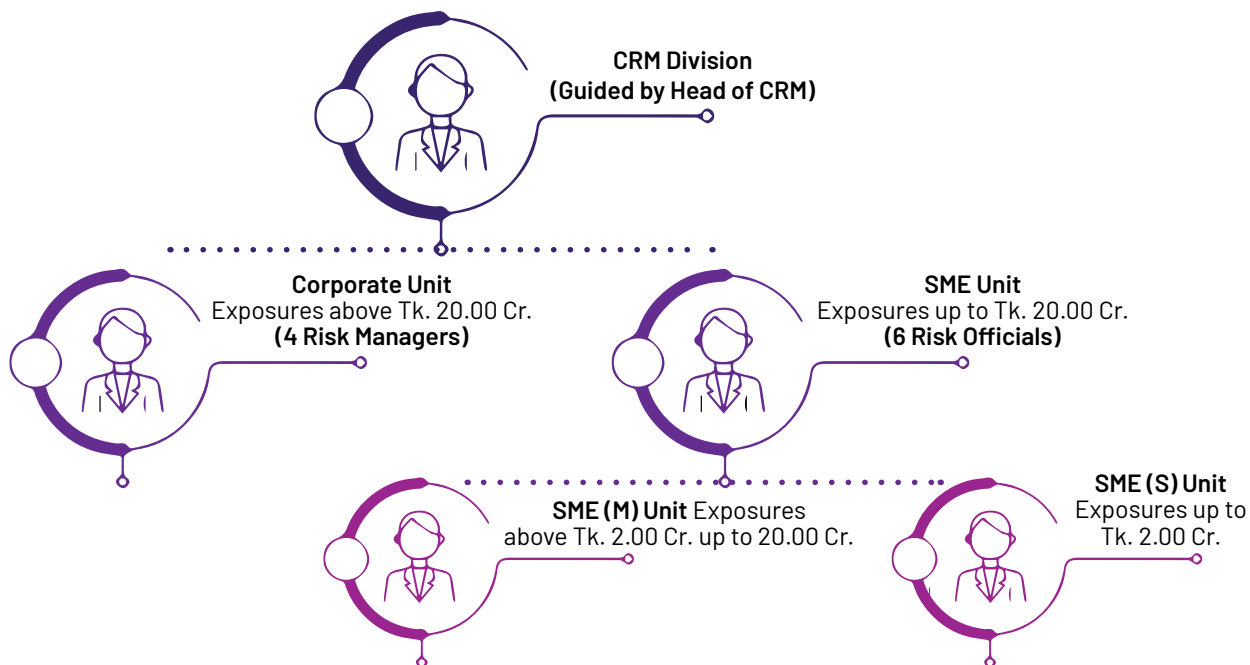 CRM Division
(Guided by Head of CRM)
Corporate Unit
Exposures above Tk. 20.00 Cr.
(4 Risk Managers)
SME Unit
Exposures up to Tk. 20.00 Cr.
(6 Risk Officials)
SME (M) Unit Exposures
above Tk. 2.00 Cr. up to 20.00 Cr.
SME (S) Unit
Exposures up to
Tk. 2.00 Cr.